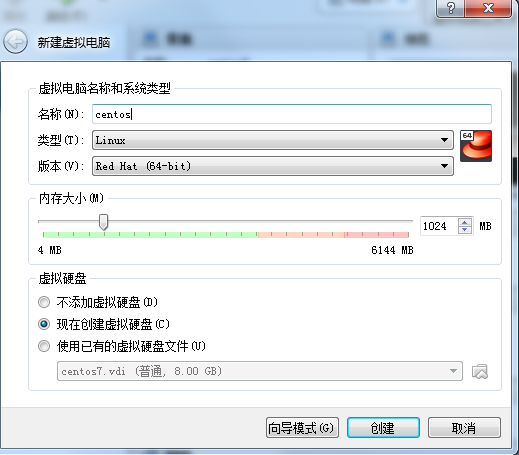 新建虚拟电脑
虚拟电脑名称和系统类型
名称(N): centos
类型(T): Linux
64
版本(V): Red Hat (64-bit)
内存大小(M)
1024 MB
4 MB 6144 MB
虚拟硬盘
不添加虚拟硬盘(D)
现在创建虚拟硬盘(C)
使用已有的虚拟硬盘文件(U)
centos7.vdi (普通, 8.00 GB)
向导模式(G) 创建 取消